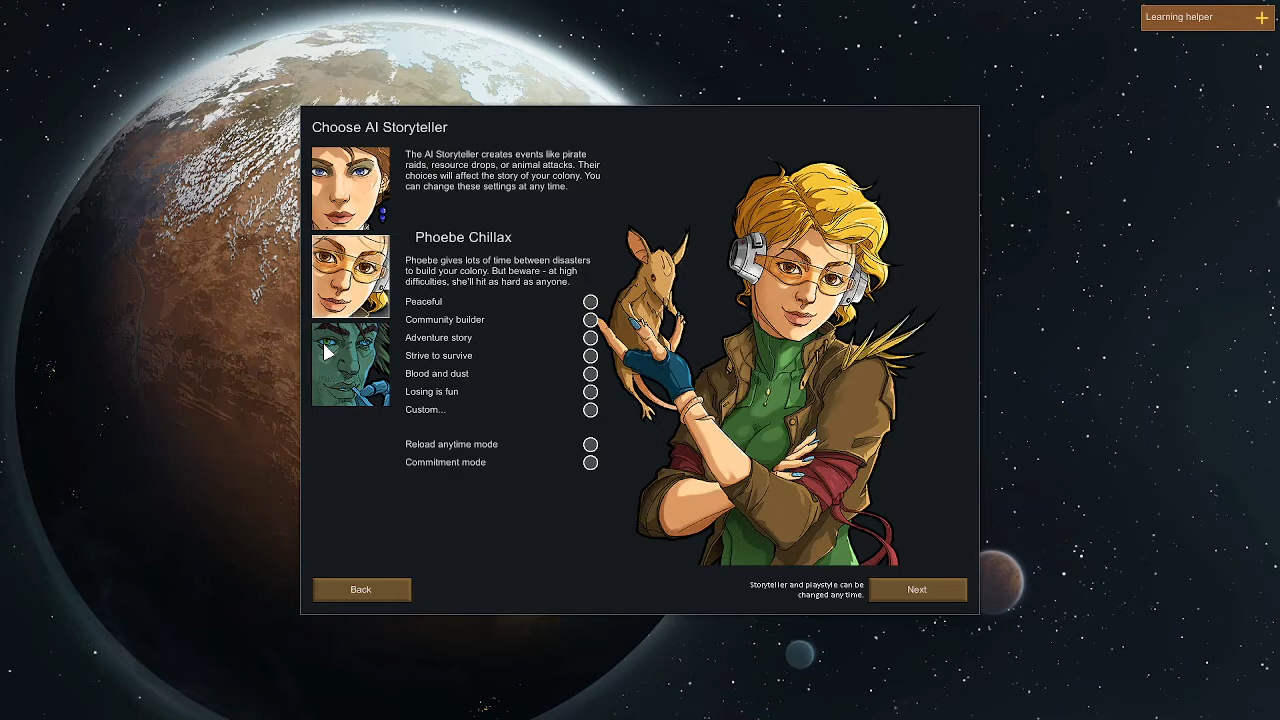 Learning helper
Choose AI Storyteller
The AI Storyteller creates events like pirate
raids, resource drops, or animal attacks. Their
choices will affect the story of your colony. You
can change these settings at any time.
Phoebe Chillax
Phoebe gives lots of time between disasters
to build your colony. But beware - at high
difficulties, she'll hit as hard as anyone.
Peaceful
Community builder
Adventure story
Strive to survive
Blood and dust
Losing is fun
Custom...
Reload anytime mode
Commitment mode
Back
Storyteller and playstyle can be
changed any time.
Next